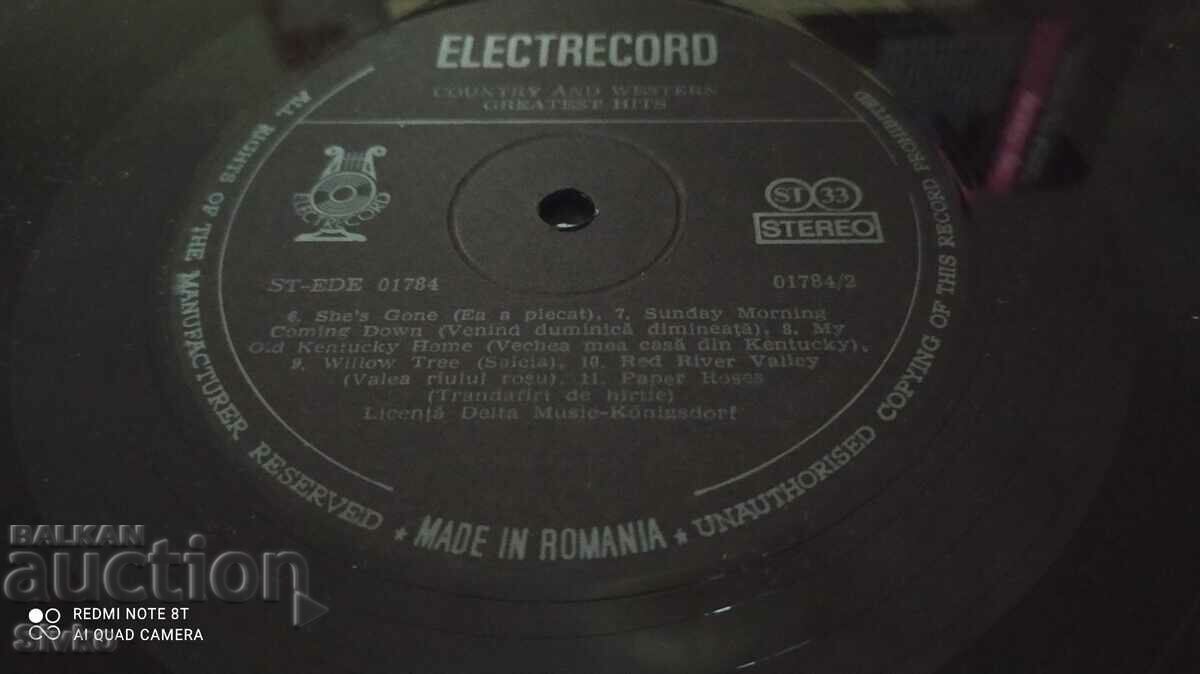 ELECTRECORD
COUNTRY AND WESTERN
GREATEST HITS
ELECTRECORD
ST 33
STEREO
ST-EDE 01784
01784/2
6. She's Gone (Ea a plecat). 7. Sunday Morning
Coming Down (Venind duminică dimineața). 8. My
Old Kentucky Home (Vechea mea casă din Kentucky).
9. Willow Tree (Salcia). 10. Red River Valley
(Valea rîului roșu). 11. Paper Roses
(Trandafiri de hîrtie)
Licență Delta Music-Königsdorf
ALL RIGHTS OF THE MANUFACTURER RESERVED ★ MADE IN ROMANIA ★ UNAUTHORISED COPYING OF THIS RECORD PROHIBITED
BALKAN
auction
REDMI NOTE 8T
AI QUAD CAMERA